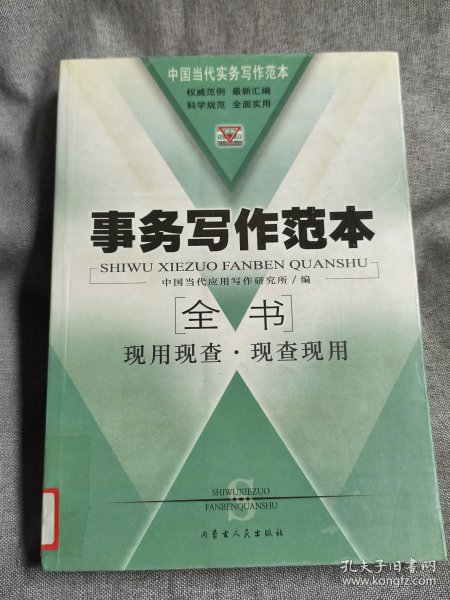 中国当代实务写作范本
权威范例 最新汇编
科学规范 全面实用
事务写作范本
SHIWU XIEZUO FANBEN QUANSHU
中国当代应用写作研究所/编
[全书]
现用现查·现查现用
S
SHIWUXIEZUO
FANBENQUANSHU
内蒙古人民出版社
孔夫子旧书网
www.kongfz.com